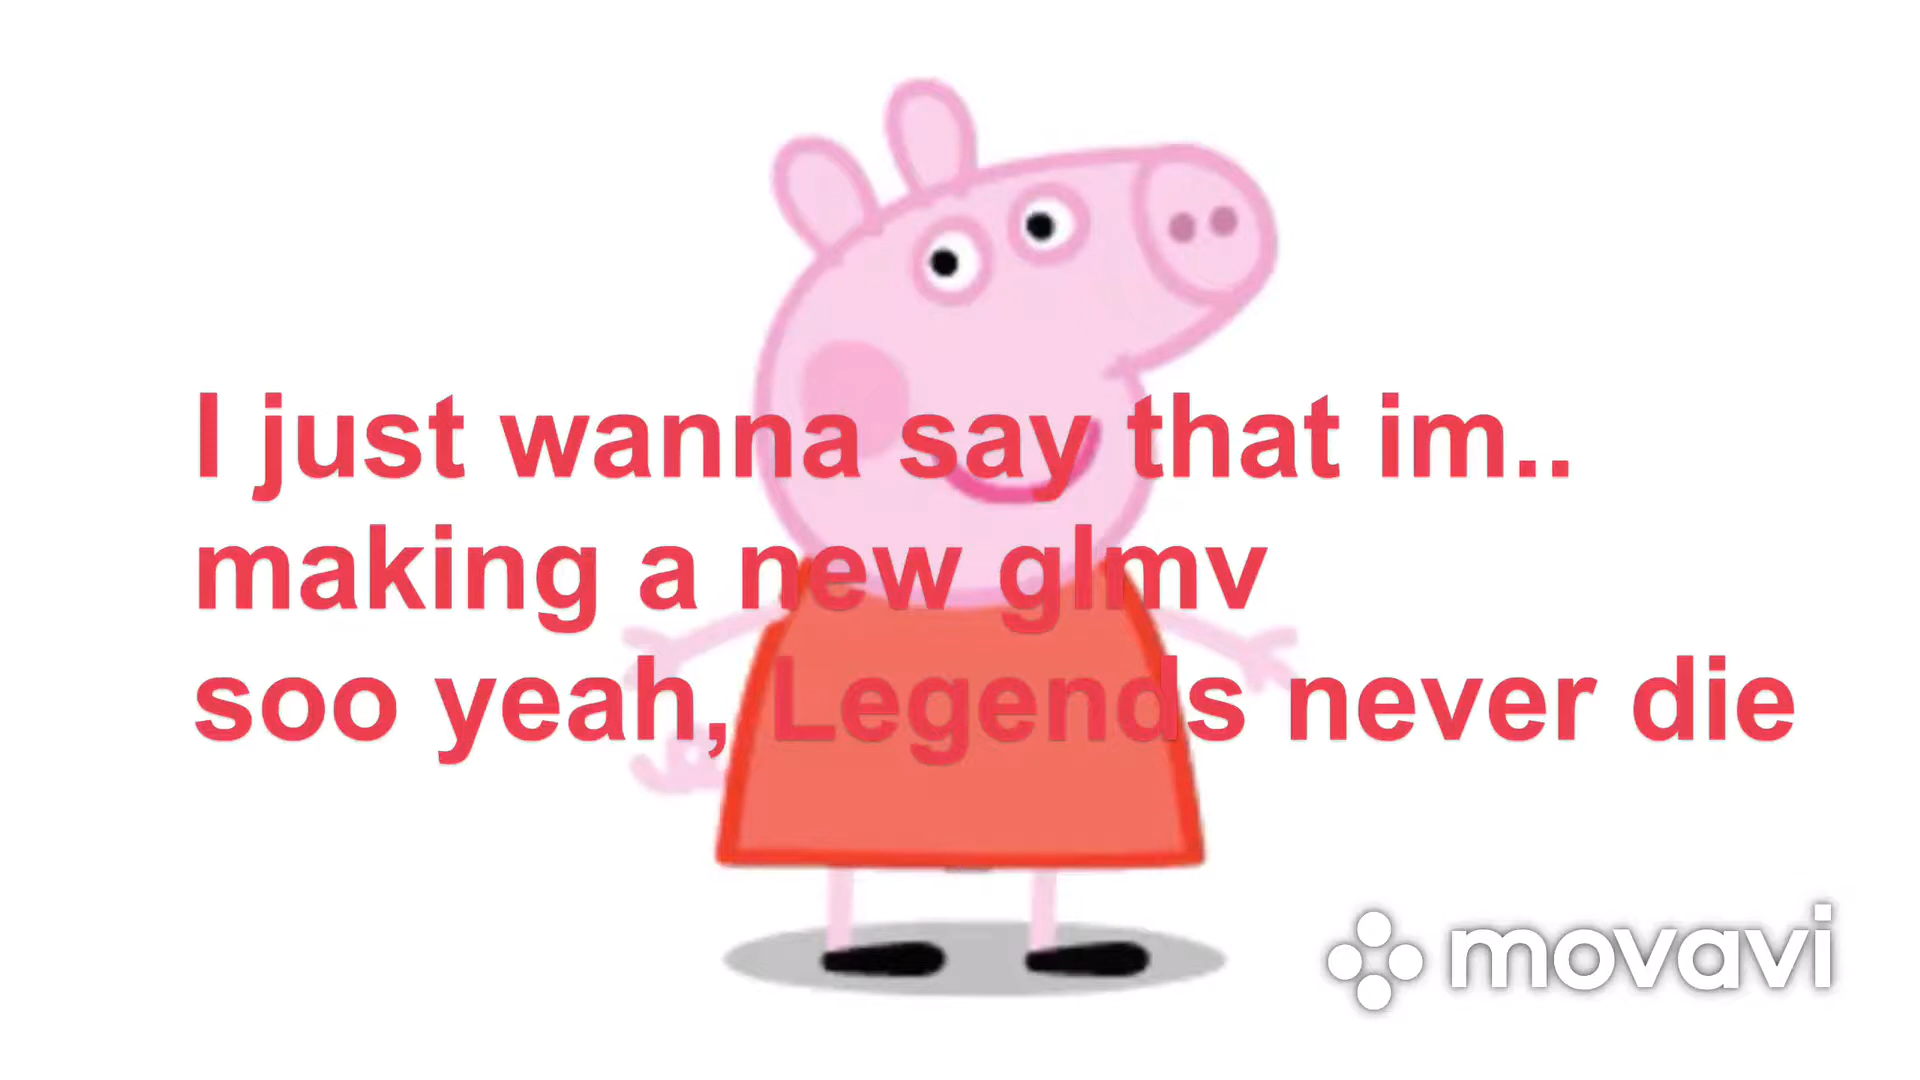 I just wanna say that im..
making a new glmv
soo yeah, Legends never die
movavi